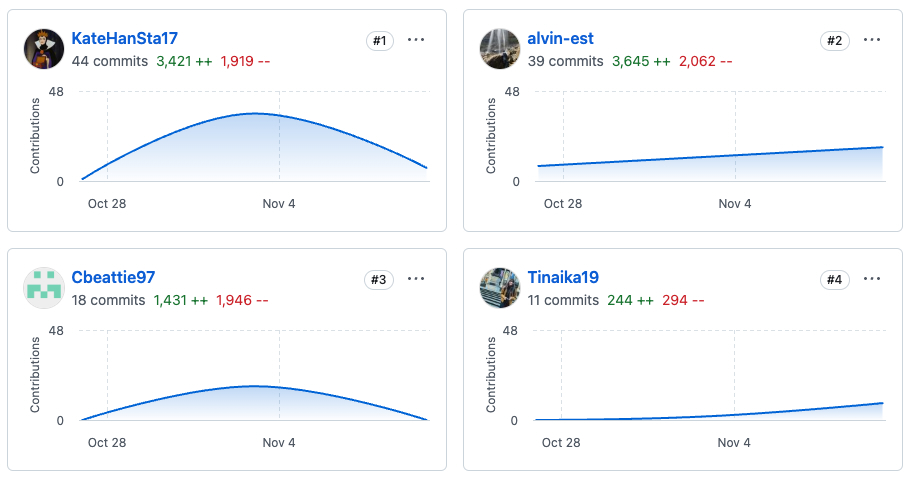 KateHanSta17 #1 ...
44 commits 3,421 ++ 1,919 --
48
Contributions
0
Oct 28 Nov 4
alvin-est #2 ...
39 commits 3,645 ++ 2,062 --
48
Contributions
0
Oct 28 Nov 4
Cbeattie97 #3 ...
18 commits 1,431 ++ 1,946 --
48
Contributions
0
Oct 28 Nov 4
Tinaika19 #4 ...
11 commits 244 ++ 294 --
48
Contributions
0
Oct 28 Nov 4